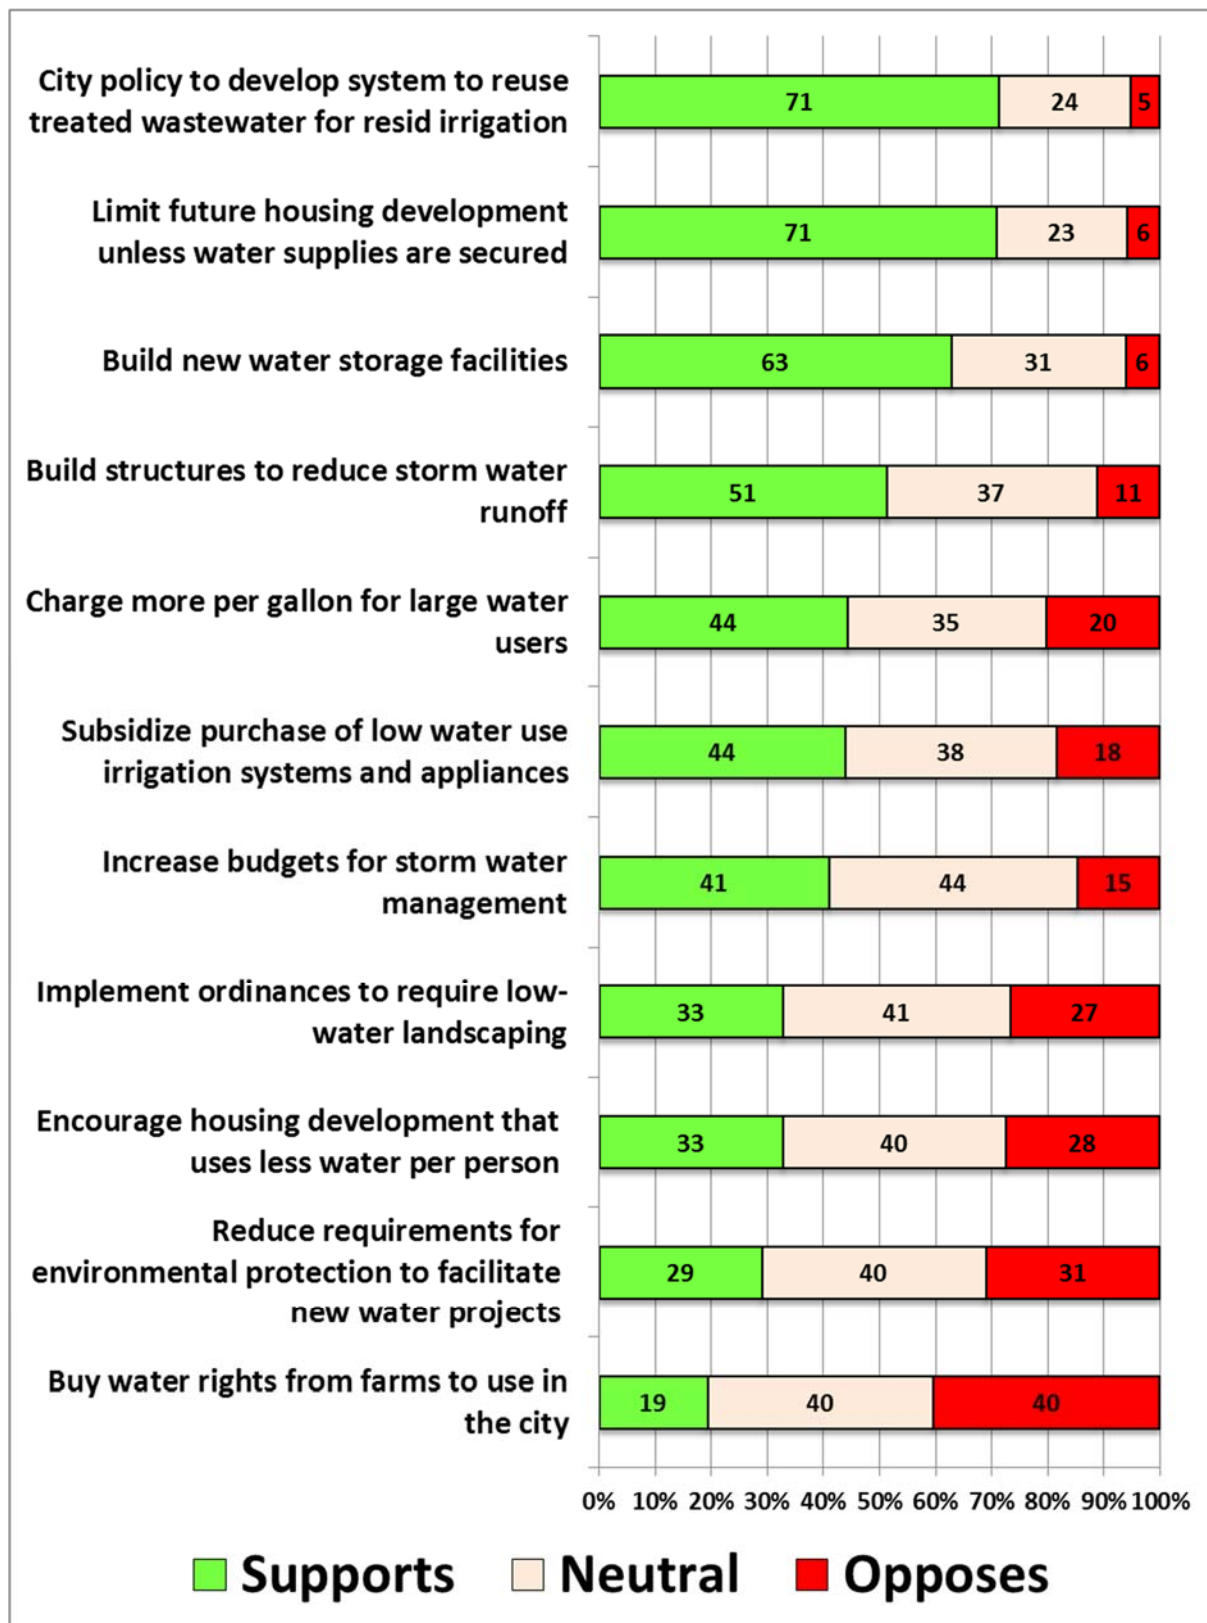 City policy to develop system to reuse
treated wastewater for resid irrigation
71 24 5
Limit future housing development
unless water supplies are secured
71 23 6
Build new water storage facilities
63 31 6
Build structures to reduce storm water
runoff
51 37 11
Charge more per gallon for large water
users
44 35 20
Subsidize purchase of low water use
irrigation systems and appliances
44 38 18
Increase budgets for storm water
management
41 44 15
Implement ordinances to require low-
water landscaping
33 41 27
Encourage housing development that
uses less water per person
33 40 28
Reduce requirements for
environmental protection to facilitate
new water projects
29 40 31
Buy water rights from farms to use in
the city
19 40 40
0% 10% 20% 30% 40% 50% 60% 70% 80% 90% 100%
Supports Neutral Opposes